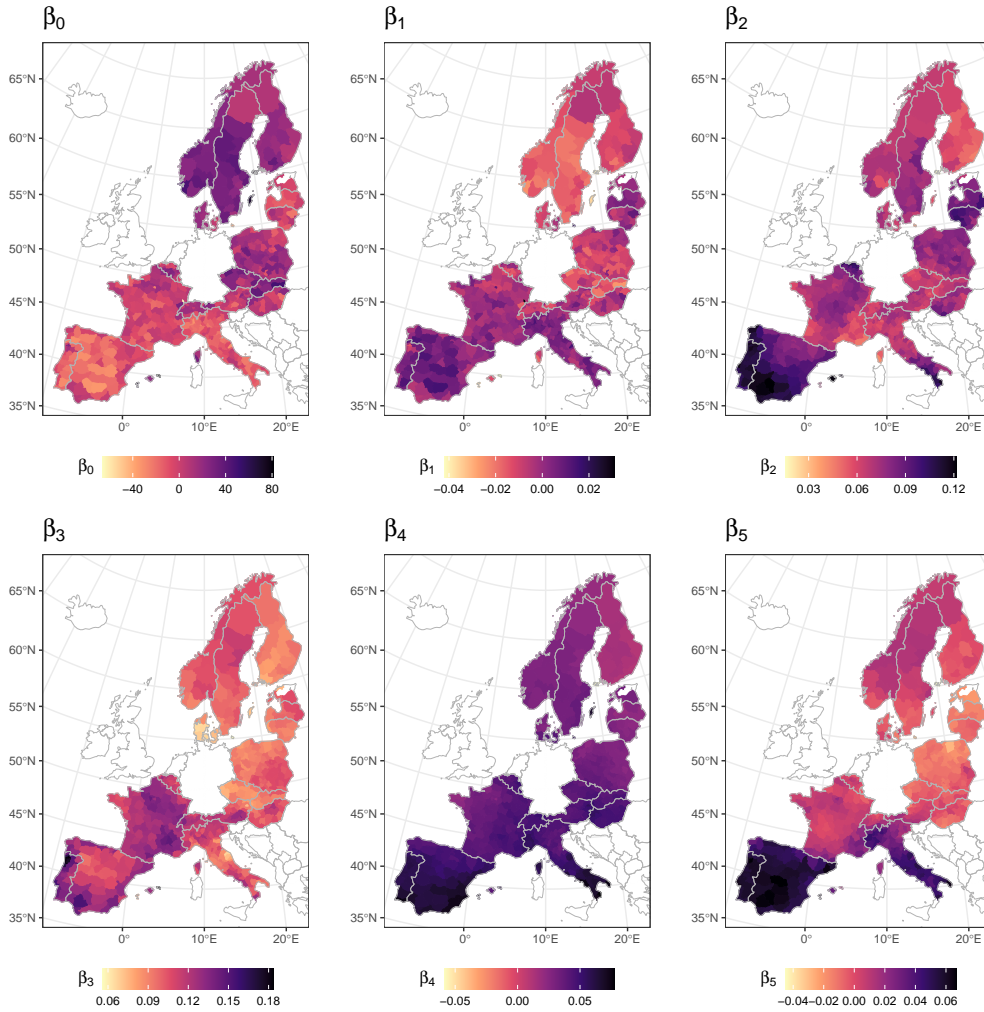 β0 β1 β2
65°N 65°N 65°N
60°N 60°N 60°N
55°N 55°N 55°N
50°N 50°N 50°N
45°N 45°N 45°N
40°N 40°N 40°N
35°N 35°N 35°N
0° 10°E 20°E 0° 10°E 20°E 0° 10°E 20°E
β0 −40 0 40 80 β1 −0.04 −0.02 0.00 0.02 β2 0.03 0.06 0.09 0.12
β3 β4 β5
65°N 65°N 65°N
60°N 60°N 60°N
55°N 55°N 55°N
50°N 50°N 50°N
45°N 45°N 45°N
40°N 40°N 40°N
35°N 35°N 35°N
0° 10°E 20°E 0° 10°E 20°E 0° 10°E 20°E
β3 0.06 0.09 0.12 0.15 0.18 β4 −0.05 0.00 0.05 β5 −0.04 −0.02 0.00 0.02 0.04 0.06